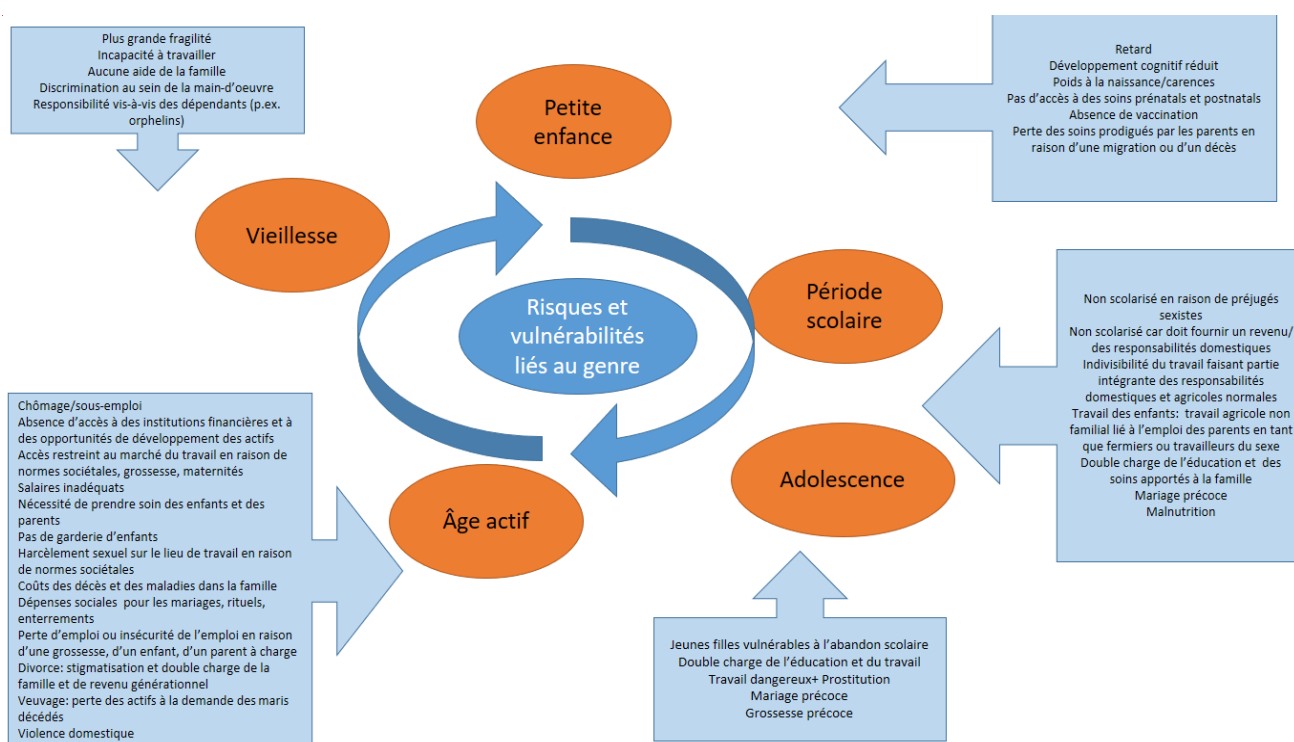 Plus grande fragilité
Incapacité à travailler
Aucune aide de la famille
Discrimination au sein de la main-d'oeuvre
Responsibilité vis-à-vis des dépendants (p.ex.
orphelins)
Petite
enfance
Retard
Développement cognitif réduit
Poids à la naissance/carences
Pas d'accès à des soins prénatals et postnatals
Absence de vaccination
Perte des soins prodigués par les parents en
raison d'une migration ou d'un décès
Vieillesse
Risques et
vulnérabilités
liés au genre
Période
scolaire
Non scolarisé en raison de préjugés
sexistes
Non scolarisé car doit fournir un revenu/
des responsabilités domestiques
Indivisibilité du travail faisant partie
intégrante des responsabilités
domestiques et agricoles normales
Travail des enfants: travail agricole non
familial lié à l'emploi des parents en tant
que fermiers ou travailleurs du sexe
Double charge de l'éducation et des
soins apportés à la famille
Mariage précoce
Malnutrition
Adolescence
Âge actif
Chômage/sous-emploi
Absence d'accès à des institutions financières et à
des opportunités de développement des actifs
Accès restreint au marché du travail en raison de
normes sociétales, grossesse, maternités
Salaires inadéquats
Nécessité de prendre soin des enfants et des
parents
Pas de garderie d'enfants
Harcèlement sexuel sur le lieu de travail en raison
de normes sociétales
Coûts des décès et des maladies dans la famille
Dépenses sociales pour les mariages, rituels,
enterrements
Perte d'emploi ou insécurité de l'emploi en raison
d'une grossesse, d'un enfant, d'un parent à charge
Divorce: stigmatisation et double charge de la
famille et de revenu générationnel
Veuvage: perte des actifs à la demande des maris
décédés
Violence domestique
Jeunes filles vulnérables à l'abandon scolaire
Double charge de l'éducation et du travail
Travail dangereux+ Prostitution
Mariage précoce
Grossesse précoce